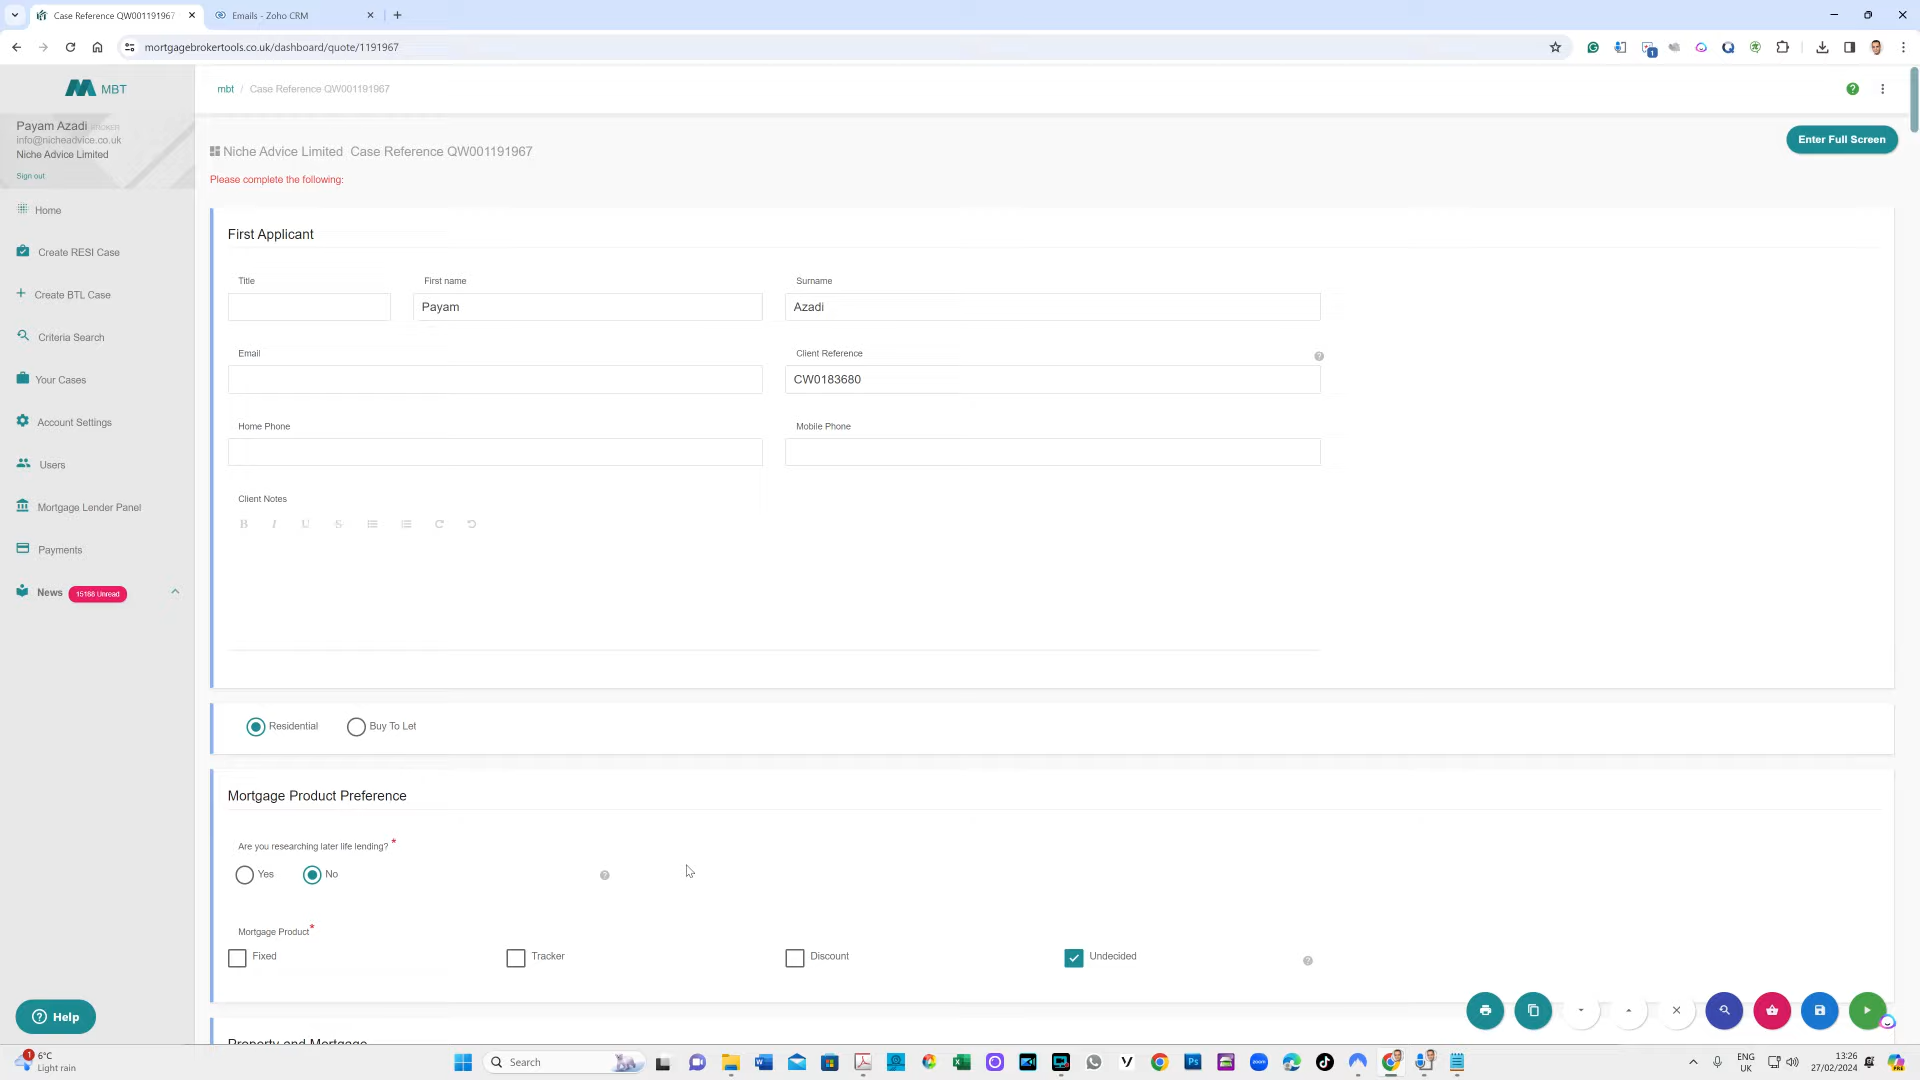 Case Reference QW001191967
Emails - Zoho CRM
mortgagebrokertools.co.uk/dashboard/quote/1191967
1
MBT
Payam Azadi BROKER
info@nicheadvice.co.uk
Niche Advice Limited
Sign out
Home
Create RESI Case
Create BTL Case
Criteria Search
Your Cases
Account Settings
Users
Mortgage Lender Panel
Payments
News 15168 Unread
Help
mbt / Case Reference QW001191967
Enter Full Screen
Niche Advice Limited Case Reference QW001191967
Please complete the following:
First Applicant
Title
First name
Surname
Payam
Azadi
Email
Client Reference
CW0183680
Home Phone
Mobile Phone
Client Notes
B I U S
Residential
Buy To Let
Mortgage Product Preference
Are you researching later life lending? *
Yes
No
Mortgage Product*
Fixed
Tracker
Discount
Undecided
Property and Mortgage
1
6°C
Light rain
Search
zoom
ENG
UK
13:26
27/02/2024